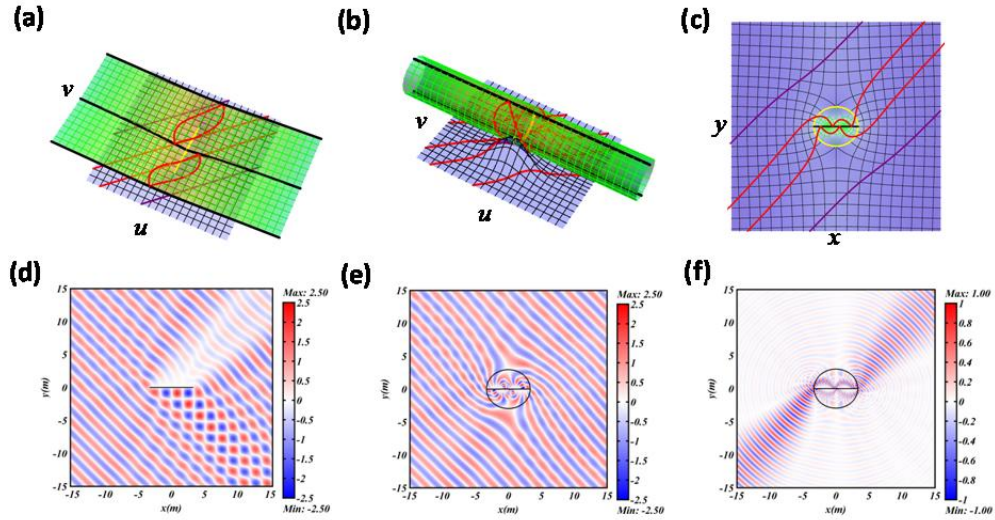 (a)
v
u
(b)
v
u
(c)
y
x
(d)
Max: 2.50
15
10
5
0
-5
-10
-15
y(m)
-15 -10 -5 0 5 10 15
x(m)
2.5
2
1.5
1
0.5
0
-0.5
-1
-1.5
-2
-2.5
Min: -2.50
(e)
Max: 2.50
15
10
5
0
-5
-10
-15
y(m)
-15 -10 -5 0 5 10 15
x(m)
2.5
2
1.5
1
0.5
0
-0.5
-1
-1.5
-2
-2.5
Min: -2.50
(f)
Max: 1.00
15
10
5
0
-5
-10
-15
y(m)
-15 -10 -5 0 5 10 15
x(m)
1
0.8
0.6
0.4
0.2
0
-0.2
-0.4
-0.6
-0.8
-1
Min: -1.00